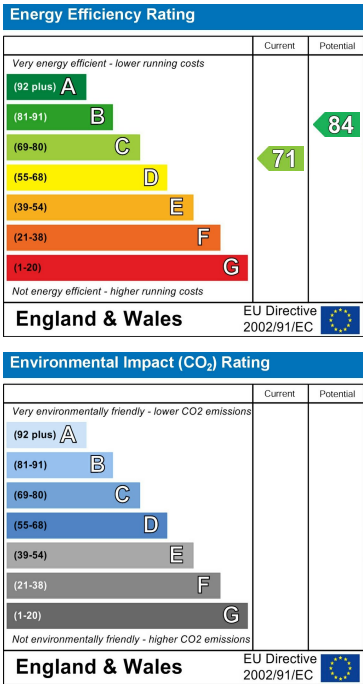 Energy Efficiency Rating
Current Potential
Very energy efficient - lower running costs
(92 plus) A
(81-91) B
(69-80) C
(55-68) D
(39-54) E
(21-38) F
(1-20) G
71
84
Not energy efficient - higher running costs
England & Wales
EU Directive
2002/91/EC
Environmental Impact (CO₂) Rating
Current Potential
Very environmentally friendly - lower CO2 emissions
(92 plus) A
(81-91) B
(69-80) C
(55-68) D
(39-54) E
(21-38) F
(1-20) G
Not environmentally friendly - higher CO2 emissions
England & Wales
EU Directive
2002/91/EC